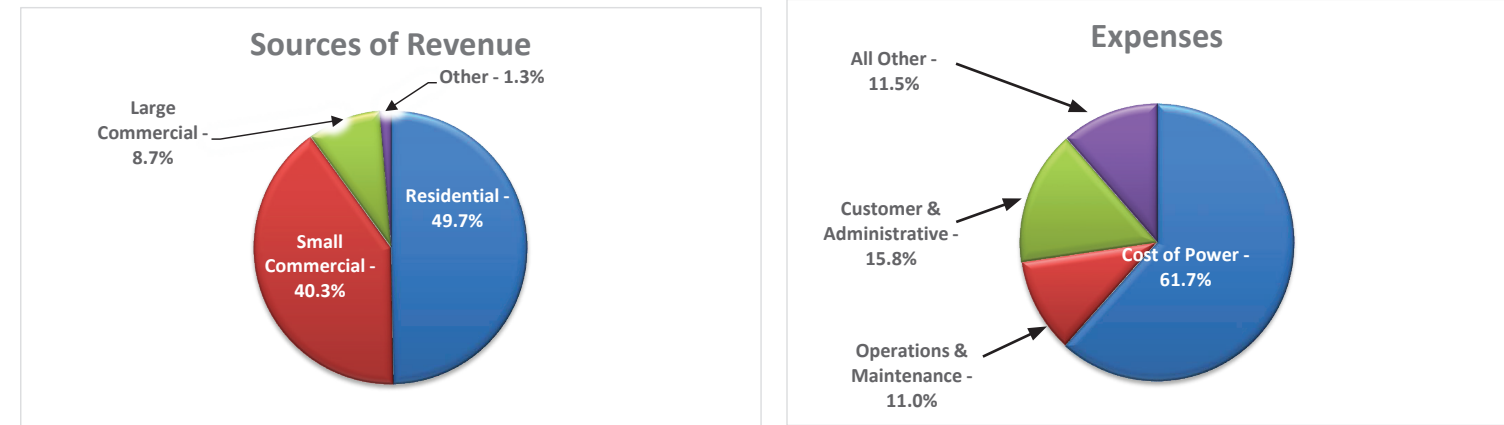 Sources of Revenue
Other - 1.3%
Large
Commercial -
8.7%
Residential -
49.7%
Small
Commercial -
40.3%
Expenses
All Other -
11.5%
Customer &
Administrative -
15.8%
Cost of Power -
61.7%
Operations &
Maintenance -
11.0%